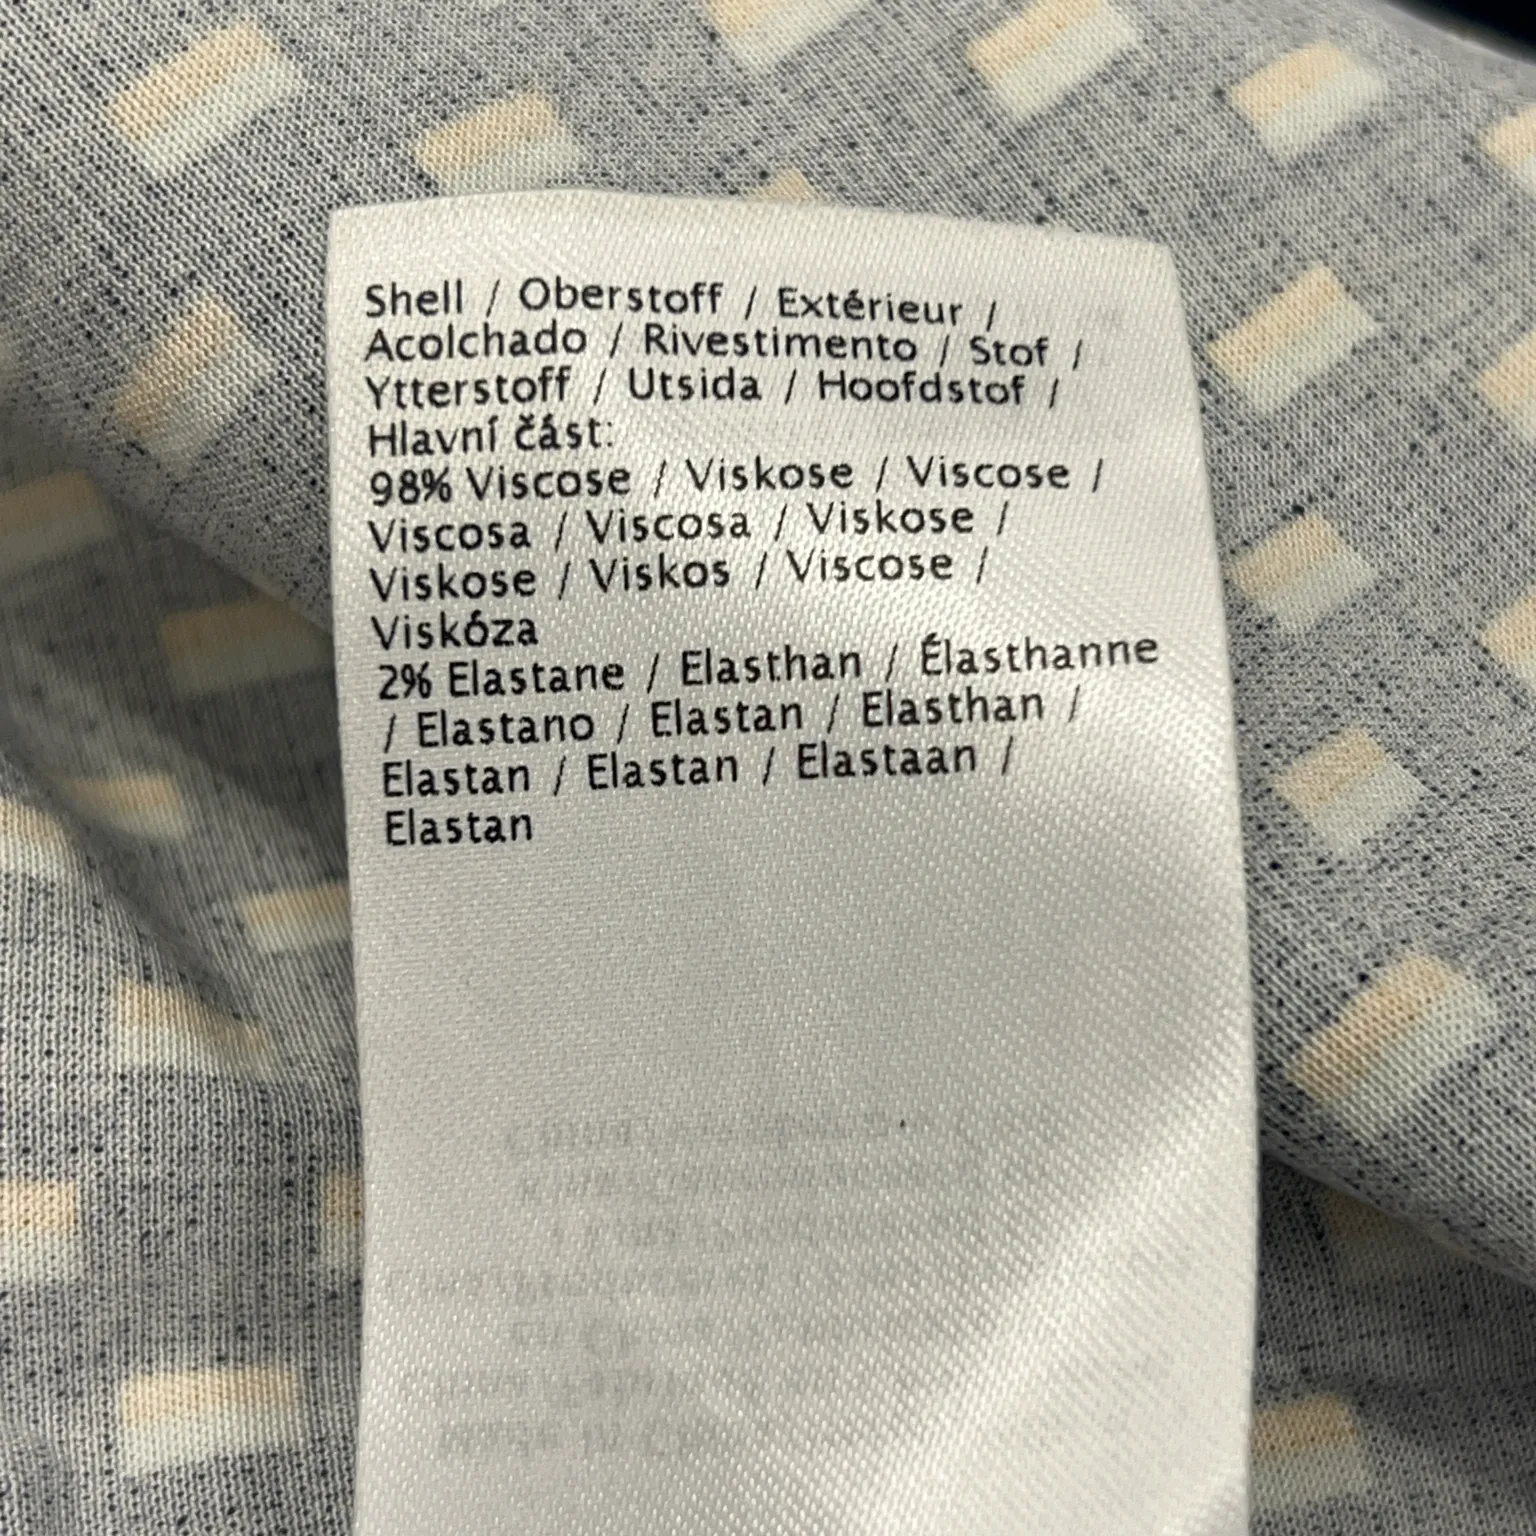 Shell / Oberstoff / Extérieur /
Acolchado / Rivestimento / Stof /
Ytterstoff / Utsida / Hoofdstof /
Hlavní část:
98% Viscose / Viskose / Viscose /
Viscosa / Viscosa / Viskose /
Viskose / Viskos / Viscose /
Viskóza
2% Elastane / Elasthan / Élasthanne
/ Elastano / Elastan / Elasthan /
Elastan / Elastan / Elastaan /
Elastan